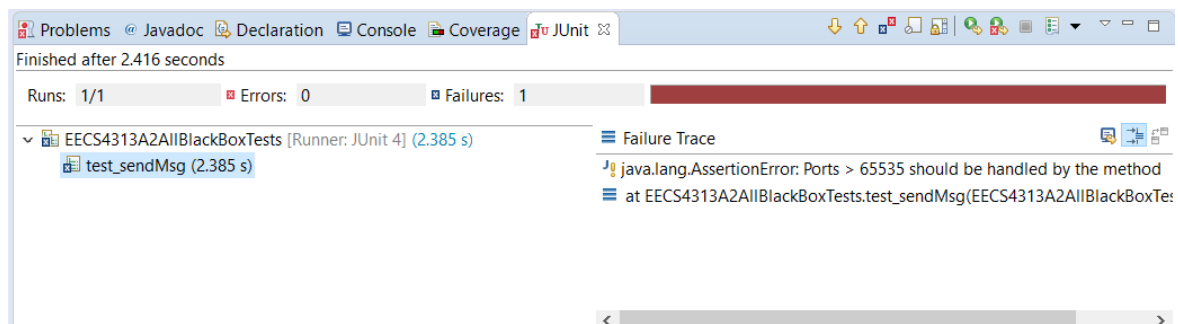 Problems @ Javadoc Declaration Console Coverage JUnit
Finished after 2.416 seconds
Runs: 1/1 Errors: 0 Failures: 1
EECS4313A2AllBlackBoxTests [Runner: JUnit 4] (2.385 s)
test_sendMsg (2.385 s)
Failure Trace
java.lang.AssertionError: Ports > 65535 should be handled by the method
at EECS4313A2AllBlackBoxTests.test_sendMsg(EECS4313A2AllBlackBoxTes